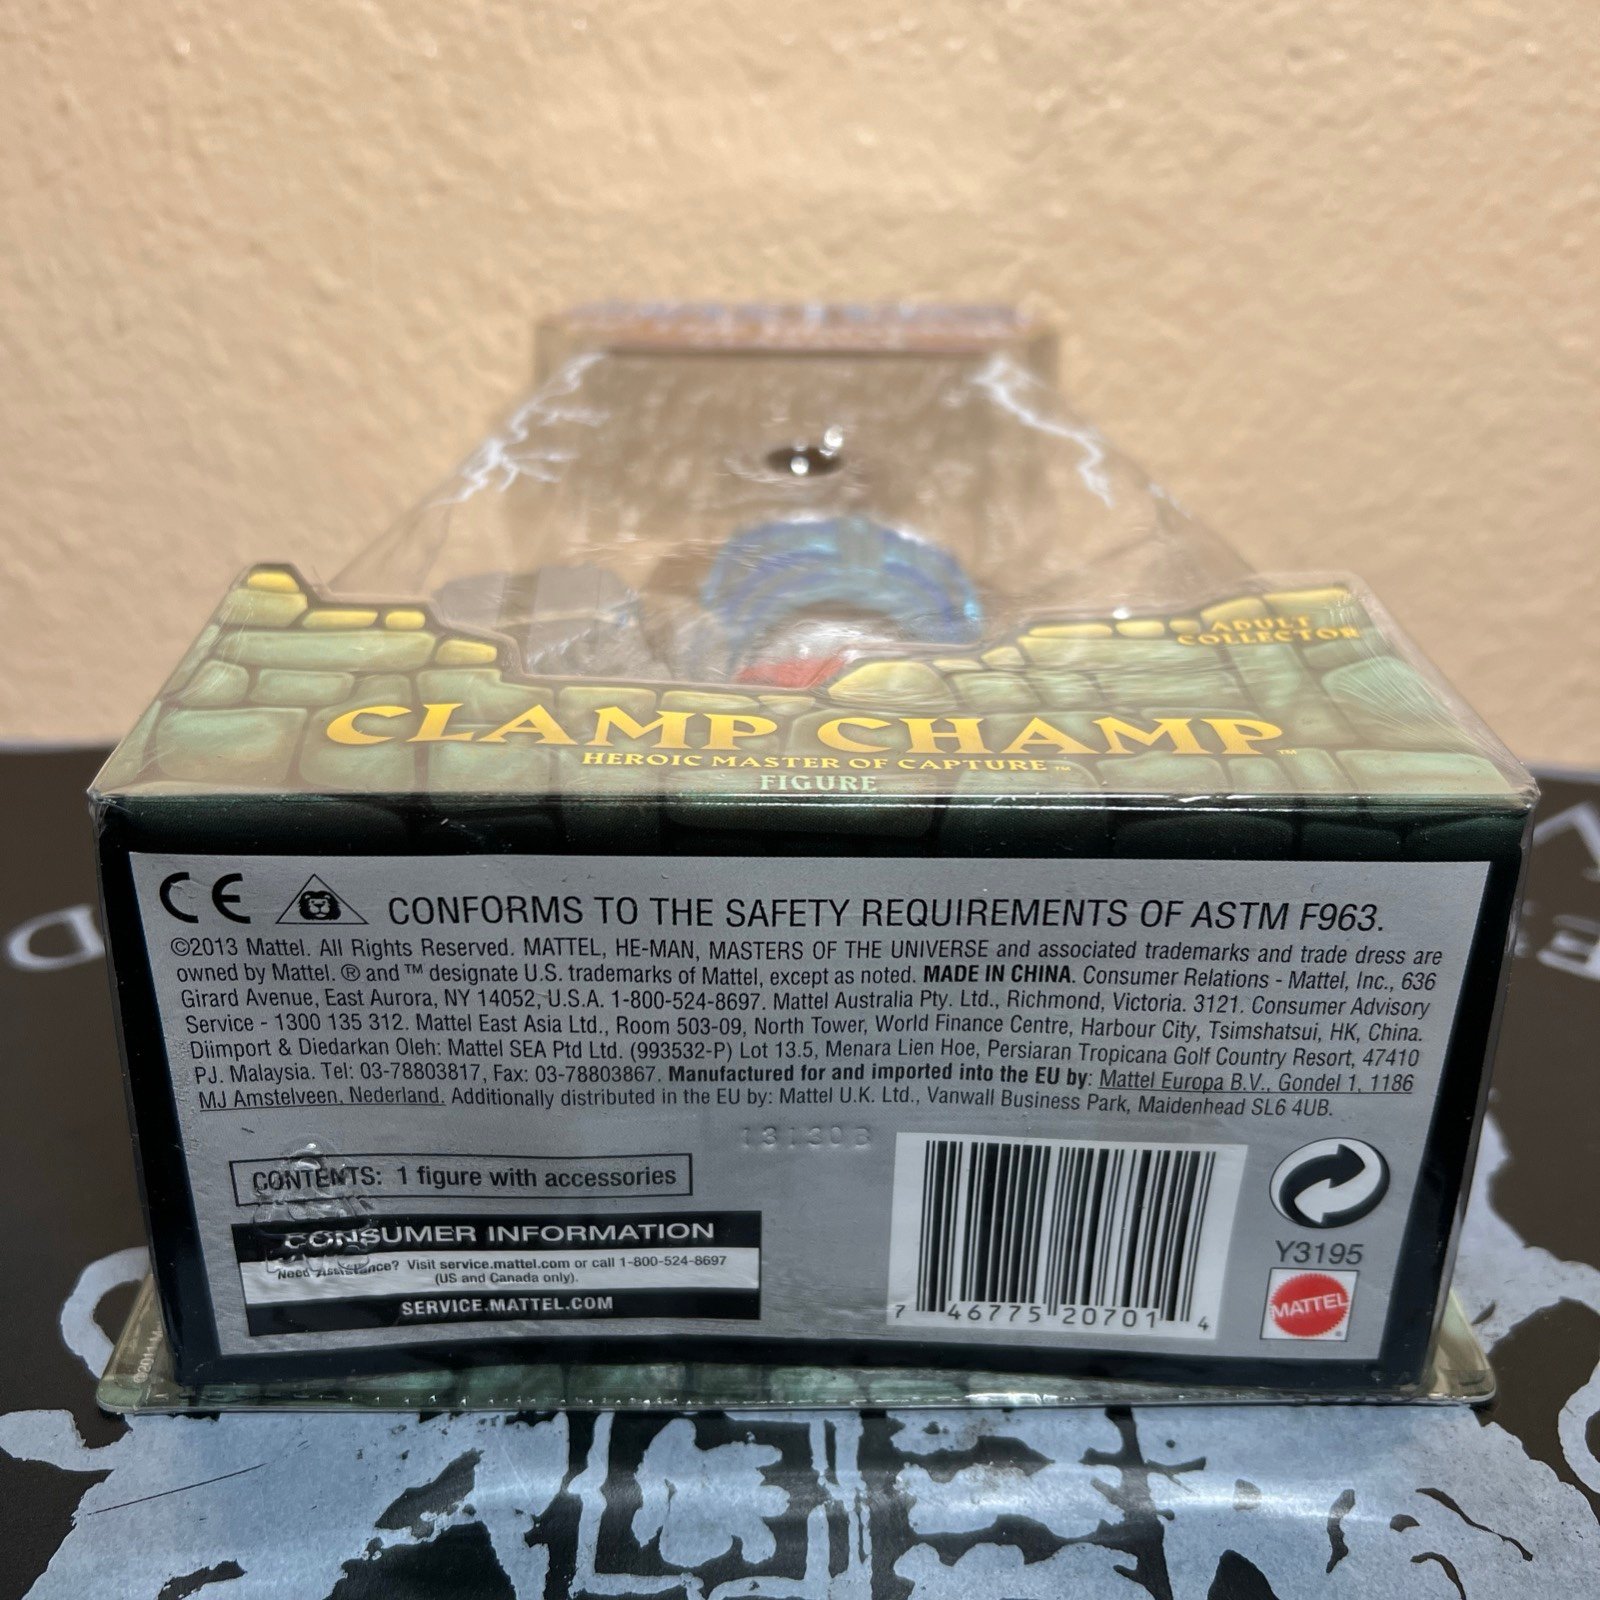 ADULT
COLLECTOR
CLAMP CHAMP™
HEROIC MASTER OF CAPTURE™
FIGURE
CE CONFORMS TO THE SAFETY REQUIREMENTS OF ASTM F963.
©2013 Mattel. All Rights Reserved. MATTEL, HE-MAN, MASTERS OF THE UNIVERSE and associated trademarks and trade dress are
owned by Mattel. ® and ™ designate U.S. trademarks of Mattel, except as noted. MADE IN CHINA. Consumer Relations - Mattel, Inc., 636
Girard Avenue, East Aurora, NY 14052, U.S.A. 1-800-524-8697. Mattel Australia Pty. Ltd., Richmond, Victoria. 3121. Consumer Advisory
Service - 1300 135 312. Mattel East Asia Ltd., Room 503-09, North Tower, World Finance Centre, Harbour City, Tsimshatsui, HK, China.
Diimport & Diedarkan Oleh: Mattel SEA Ptd Ltd. (993532-P) Lot 13.5, Menara Lien Hoe, Persiaran Tropicana Golf Country Resort, 47410
PJ. Malaysia. Tel: 03-78803817, Fax: 03-78803867. Manufactured for and imported into the EU by: Mattel Europa B.V., Gondel 1, 1186
MJ Amstelveen, Nederland. Additionally distributed in the EU by: Mattel U.K. Ltd., Vanwall Business Park, Maidenhead SL6 4UB.
CONTENTS: 1 figure with accessories
CONSUMER INFORMATION
Need Assistance? Visit service.mattel.com or call 1-800-524-8697
(US and Canada only).
SERVICE.MATTEL.COM
7 46775 20701 4
Y3195
MATTEL